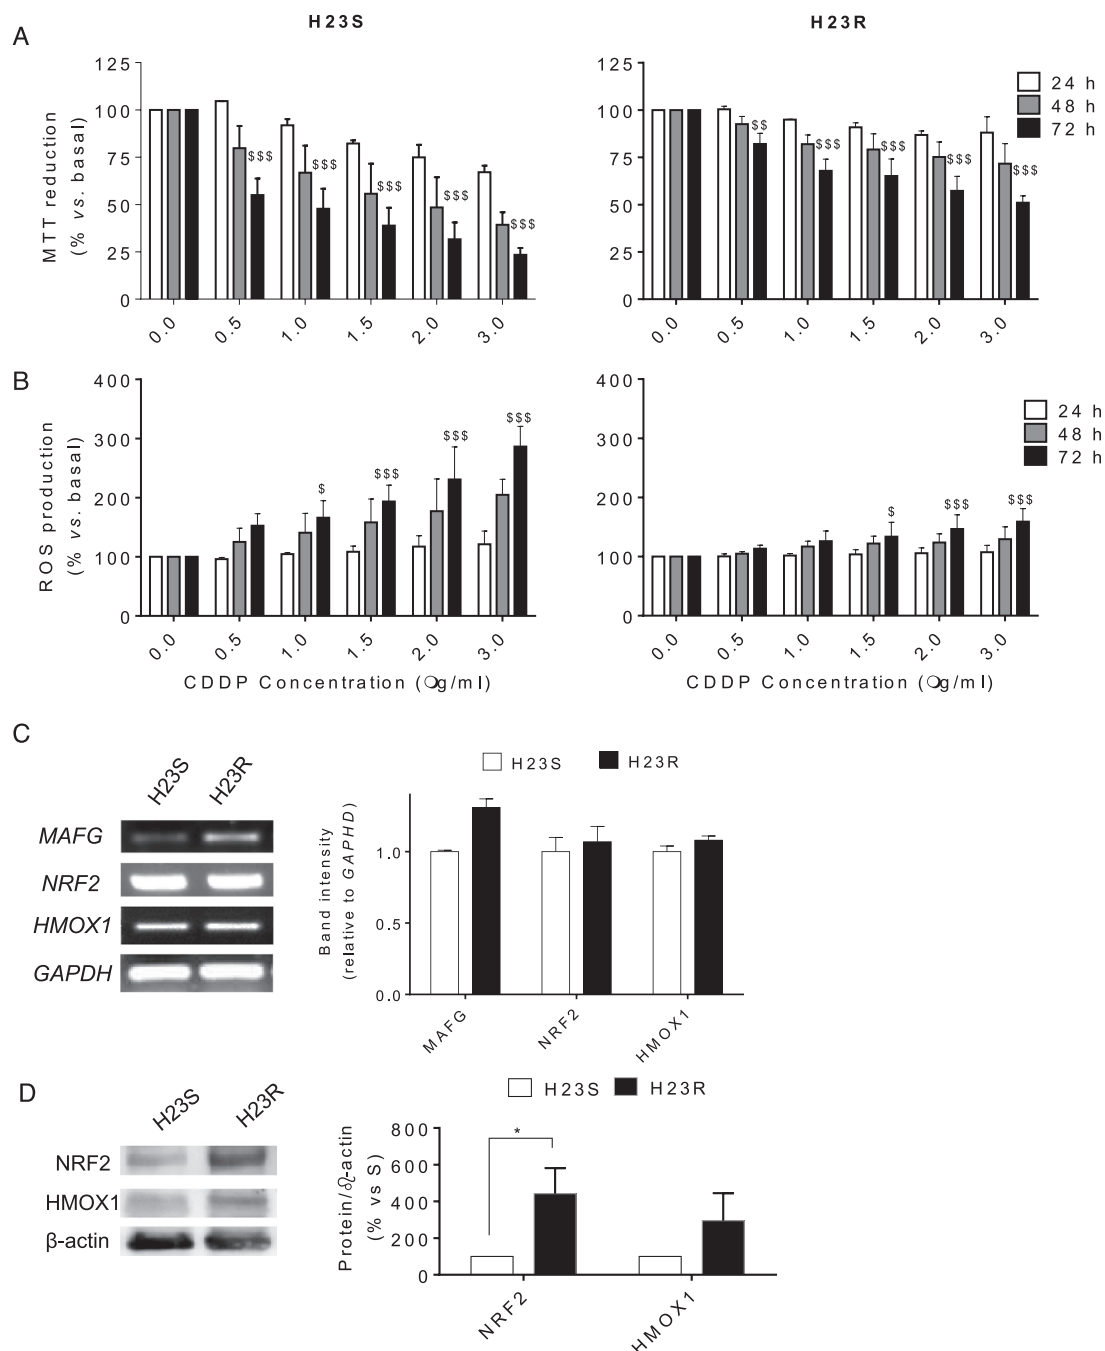 H23S
H23R
A
MTT reduction
(% vs. basal)
125
100
75
50
25
0
$$$
$$$
$$$
$$$
$$$
0.0
0.5
1.0
1.5
2.0
3.0
125
100
75
50
25
0
$$
$$$
$$$
$$$
$$$
0.0
0.5
1.0
1.5
2.0
3.0
24 h
48 h
72 h
B
ROS production
(% vs. basal)
400
300
200
100
0
$
$$$
$$$
$$$
0.0
0.5
1.0
1.5
2.0
3.0
CDDP Concentration (❍g/ml)
400
300
200
100
0
$
$$$
$$$
0.0
0.5
1.0
1.5
2.0
3.0
CDDP Concentration (❍g/ml)
24 h
48 h
72 h
C
H23S
H23R
MAFG
NRF2
HMOX1
GAPDH
H23S
H23R
Band intensity
(relative to GAPHD)
1.0
0.5
0.0
MAFG
NRF2
HMOX1
D
H23S
H23R
NRF2
HMOX1
β-actin
H23S
H23R
Protein/♌-actin
(% vs S)
800
600
400
200
0
*
NRF2
HMOX1